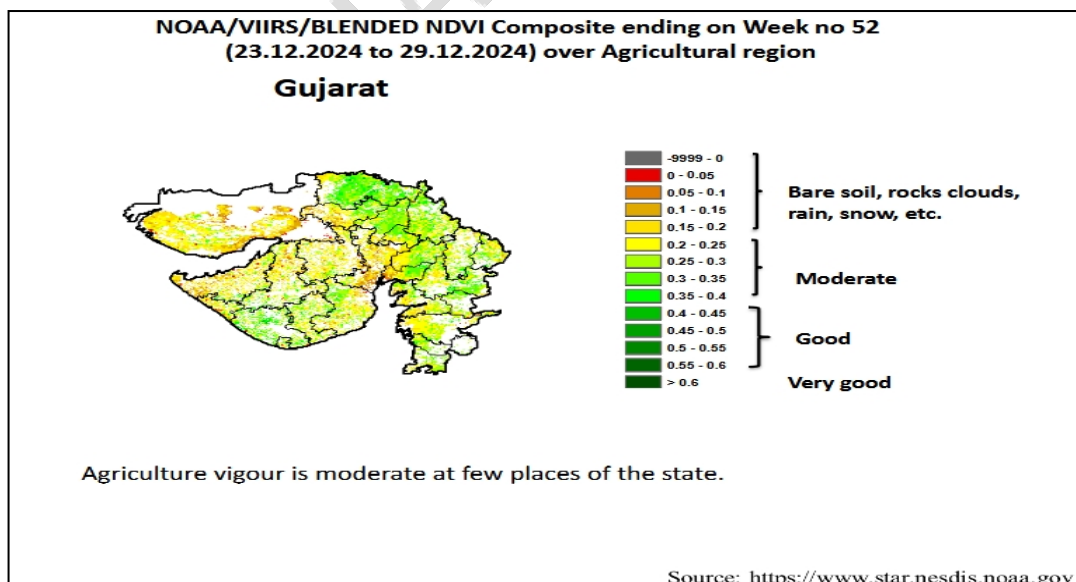 NOAA/VIIRS/BLENDED NDVI Composite ending on Week no 52
(23.12.2024 to 29.12.2024) over Agricultural region
Gujarat
-9999 - 0
0 - 0.05
0.05 - 0.1
0.1 - 0.15
0.15 - 0.2
0.2 - 0.25
0.25 - 0.3
0.3 - 0.35
0.35 - 0.4
0.4 - 0.45
0.45 - 0.5
0.5 - 0.55
0.55 - 0.6
> 0.6
Bare soil, rocks clouds,
rain, snow, etc.
Moderate
Good
Very good
Agriculture vigour is moderate at few places of the state.
Source: https://www.star.nesdis.noaa.gov